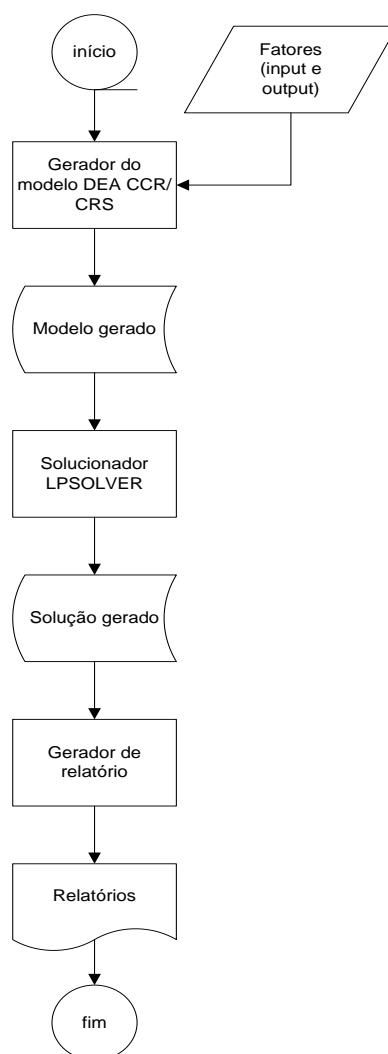 início
Fatores
(input e
output)
Gerador do
modelo DEA CCR/
CRS
Modelo gerado
Solucionador
LPSOLVER
Solução gerado
Gerador de
relatório
Relatórios
fim